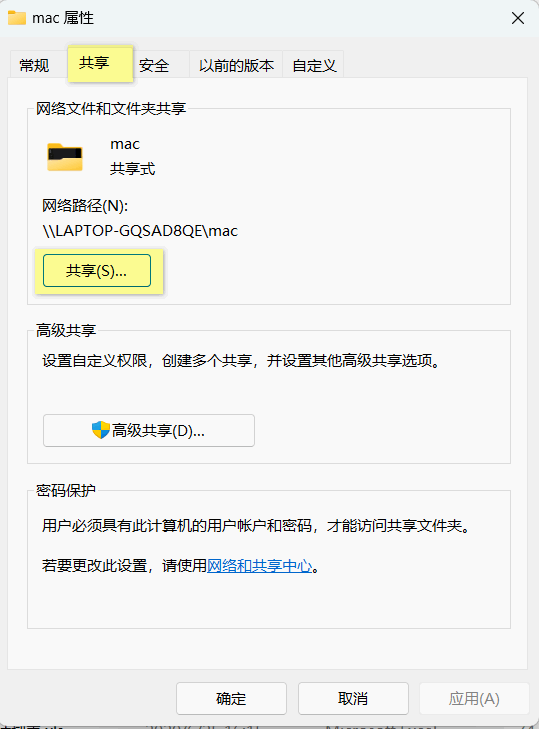 mac 属性
常规 共享 安全 以前的版本 自定义
网络文件和文件夹共享
mac
共享式
网络路径(N):
\\LAPTOP-GQSAD8QE\mac
共享(S)...
高级共享
设置自定义权限，创建多个共享，并设置其他高级共享选项。
高级共享(D)...
密码保护
用户必须具有此计算机的用户帐户和密码，才能访问共享文件夹。
若要更改此设置，请使用网络和共享中心。
确定 取消 应用(A)